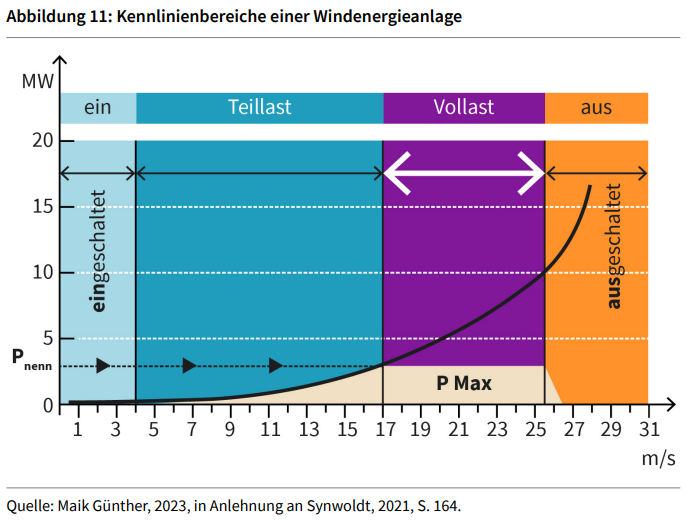 Abbildung 11: Kennlinienbereiche einer Windenergieanlage
MW
ein Teillast Vollast aus
20
15
10
5
0
eingeschaltet
ausgeschaltet
Pnenn
P Max
1 3 5 7 9 11 13 15 17 19 21 23 25 27 29 31
m/s
Quelle: Maik Günther, 2023, in Anlehnung an Synwoldt, 2021, S. 164.